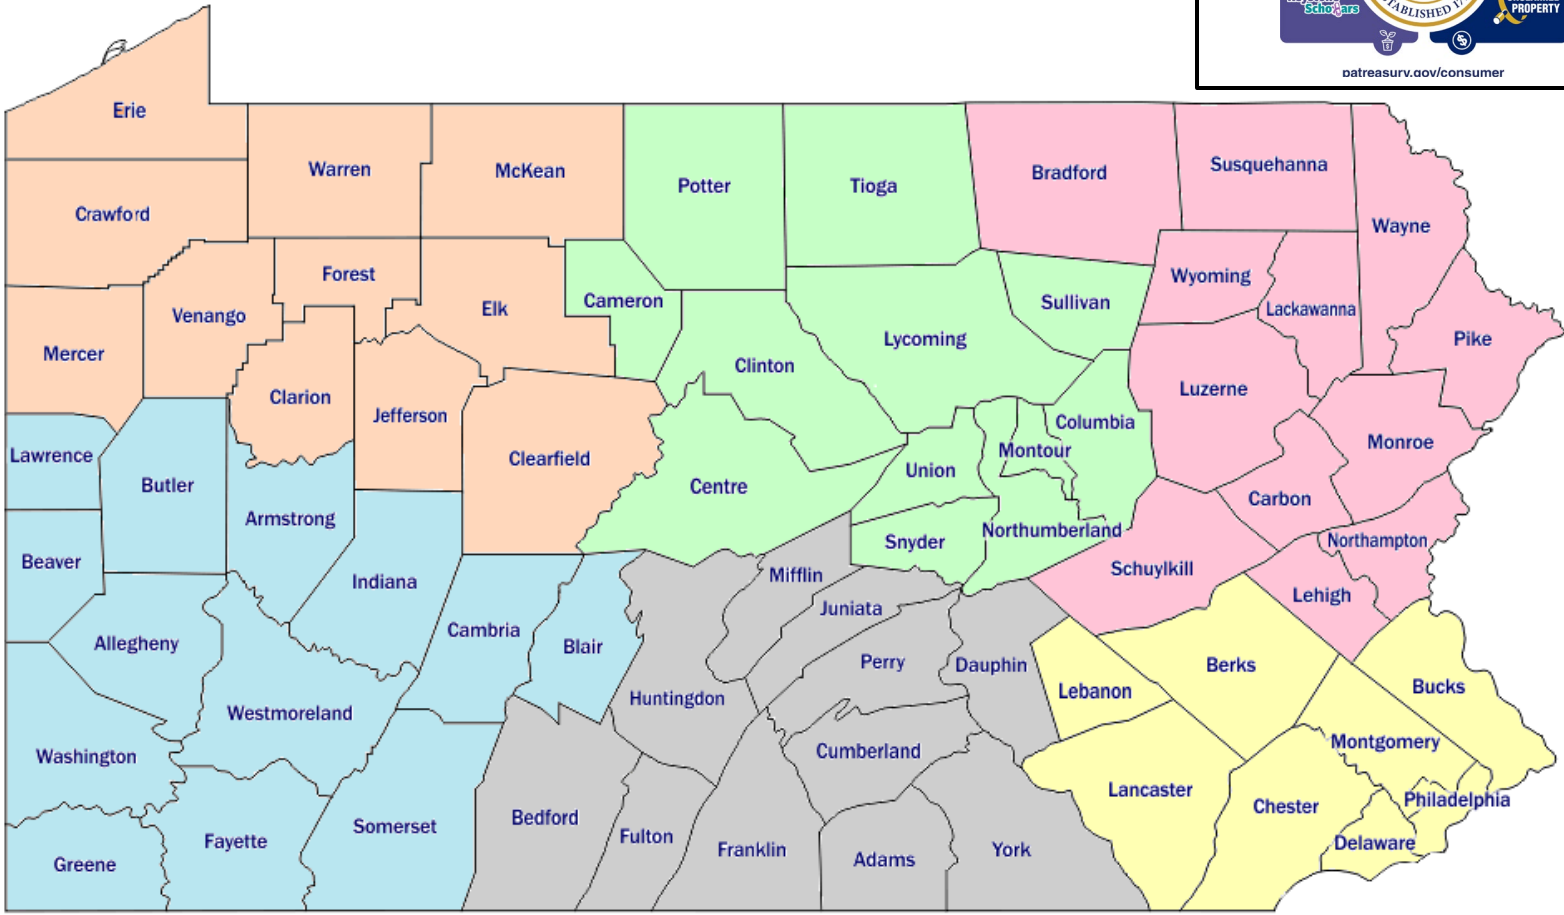 Scholars
ESTABLISHED 17
PROPERTY
patreasury.gov/consumer
Erie
Warren
McKean
Susquehanna
Bradford
Potter
Tioga
Crawford
Wayne
Forest
Wyoming
Cameron
Sullivan
Elk
Lackawanna
Venango
Lycoming
Pike
Mercer
Clinton
Luzerne
Clarion
Jefferson
Columbia
Monroe
Montour
Lawrence
Clearfield
Union
Butler
Centre
Carbon
Armstrong
Northumberland
Snyder
Northampton
Beaver
Schuylkill
Mifflin
Indiana
Lehigh
Juniata
Cambria
Allegheny
Blair
Perry
Dauphin
Berks
Bucks
Lebanon
Huntingdon
Westmoreland
Montgomery
Cumberland
Washington
Lancaster
Philadelphia
Chester
Bedford
Somerset
Fulton
Fayette
Delaware
Franklin
York
Adams
Greene